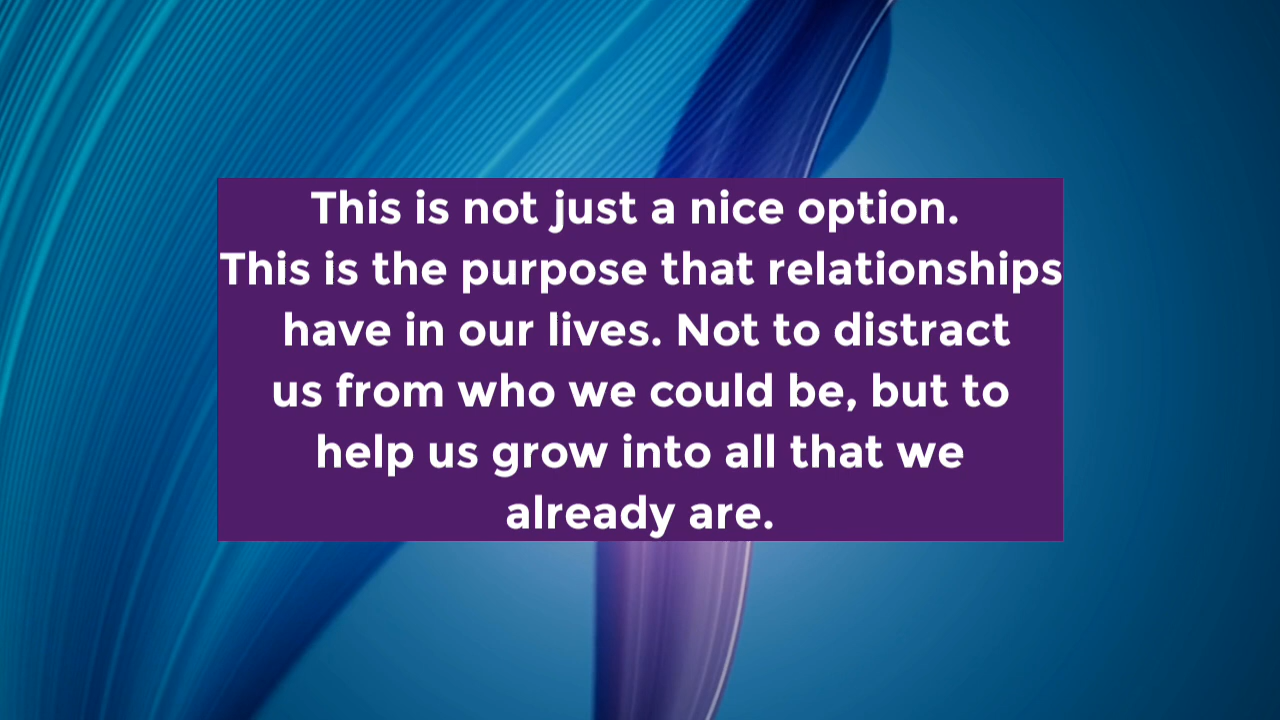 This is not just a nice option.
This is the purpose that relationships
have in our lives. Not to distract
us from who we could be, but to
help us grow into all that we
already are.